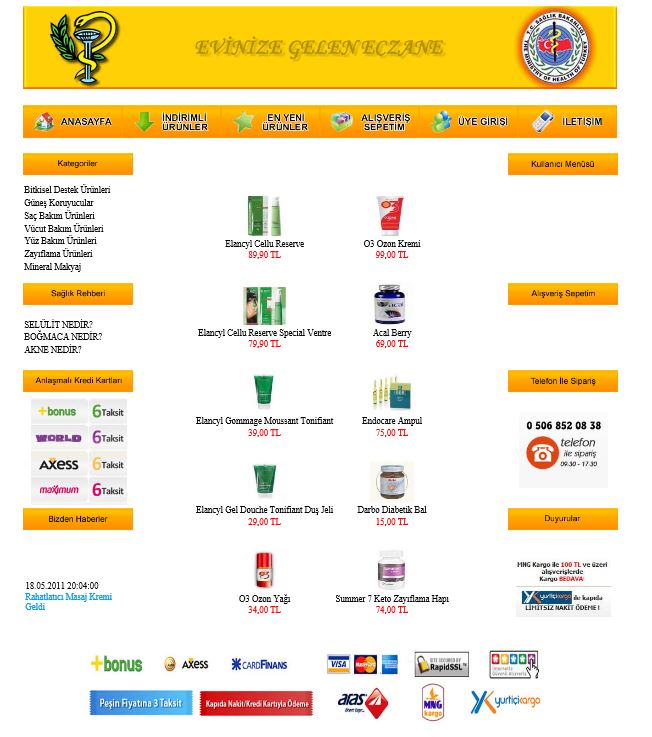 EVİNİZE GELEN ECZANE
T.C. SAĞLIK BAKANLIĞI
THE MINISTRY OF HEALTH OF TURKEY
ANASAYFA
İNDİRİMLİ ÜRÜNLER
EN YENİ ÜRÜNLER
ALIŞVERİŞ SEPETİM
ÜYE GİRİŞİ
İLETİŞİM
Kategoriler
Bitkisel Destek Ürünleri
Güneş Koruyucular
Saç Bakım Ürünleri
Vücut Bakım Ürünleri
Yüz Bakım Ürünleri
Zayıflama Ürünleri
Mineral Makyaj
Sağlık Rehberi
SELÜLİT NEDİR?
BOĞMACA NEDİR?
AKNE NEDİR?
Anlaşmalı Kredi Kartları
+bonus 6 Taksit
WORLD 6 Taksit
AXESS 6 Taksit
maximum 6 Taksit
Bizden Haberler
18.05.2011 20:04:00
Rahatlatıcı Masaj Kremi
Geldi
Elancyl Cellu Reserve
89,90 TL
O3 Ozon Kremi
99,00 TL
Elancyl Cellu Reserve Special Ventre
79,90 TL
Acal Berry
69,00 TL
Elancyl Gommage Moussant Tonifiant
39,00 TL
Endocare Ampul
75,00 TL
Elancyl Gel Douche Tonifiant Duş Jeli
29,00 TL
Darbo Diabetik Bal
15,00 TL
O3 Ozon Yağı
34,00 TL
Summer 7 Keto Zayıflama Hapı
74,00 TL
Kullanıcı Menüsü
Alışveriş Sepetim
Telefon İle Sipariş
0 506 852 08 38
telefon
ile sipariş
09:30 - 17:30
Duyurular
MNG Kargo ile 100 TL ve üzeri
alışverişlerde
Kargo BEDAVA!
yurtiçikargo ile kapıda
LİMİTSİZ NAKİT ÖDEME!
+bonus
AXESS
CARDFINANS
VISA
MasterCard
SITE SECURED BY
RapidSSL
Peşin Fiyatına 3 Taksit
Kapıda Nakit/Kredi Kartıyla Ödeme
aras
MNG
kargo
yurtiçikargo